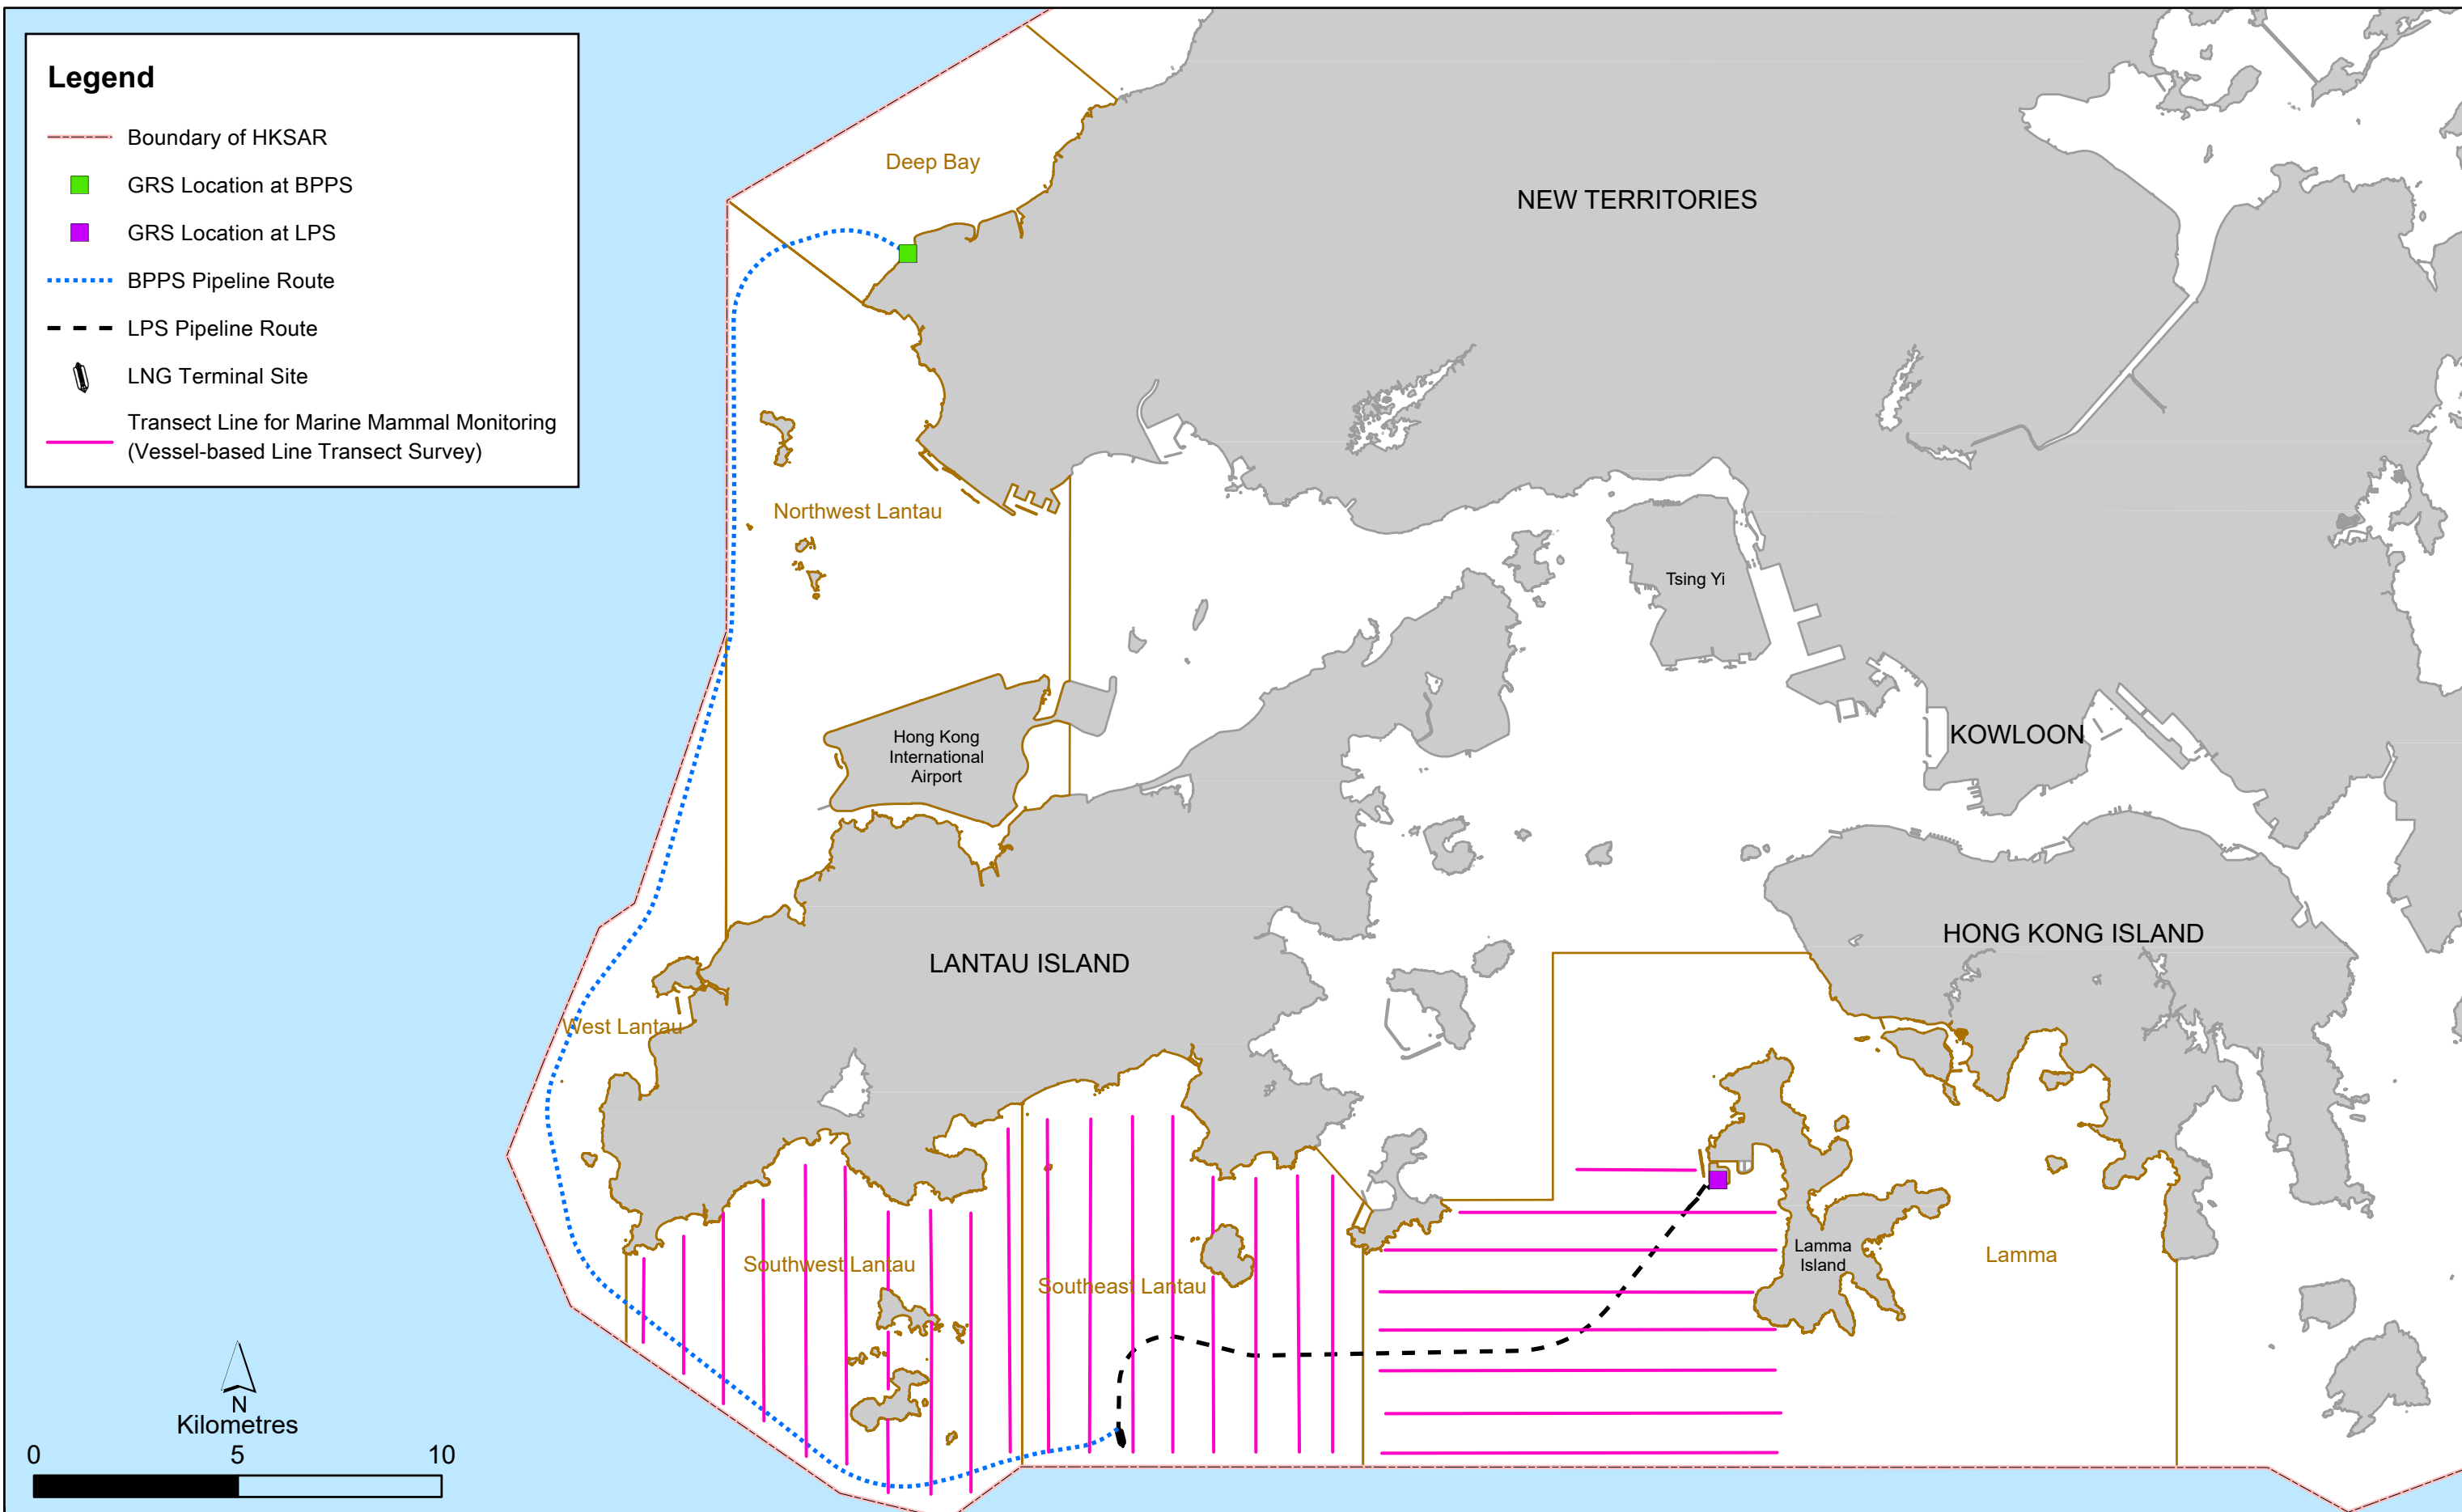 Legend
Boundary of HKSAR
GRS Location at BPPS
GRS Location at LPS
BPPS Pipeline Route
LPS Pipeline Route
LNG Terminal Site
Transect Line for Marine Mammal Monitoring
(Vessel-based Line Transect Survey)
Deep Bay
NEW TERRITORIES
Northwest Lantau
Tsing Yi
Hong Kong
International
Airport
KOWLOON
LANTAU ISLAND
HONG KONG ISLAND
West Lantau
Southwest Lantau
Southeast Lantau
Lamma
Island
Lamma
N
Kilometres
0 5 10